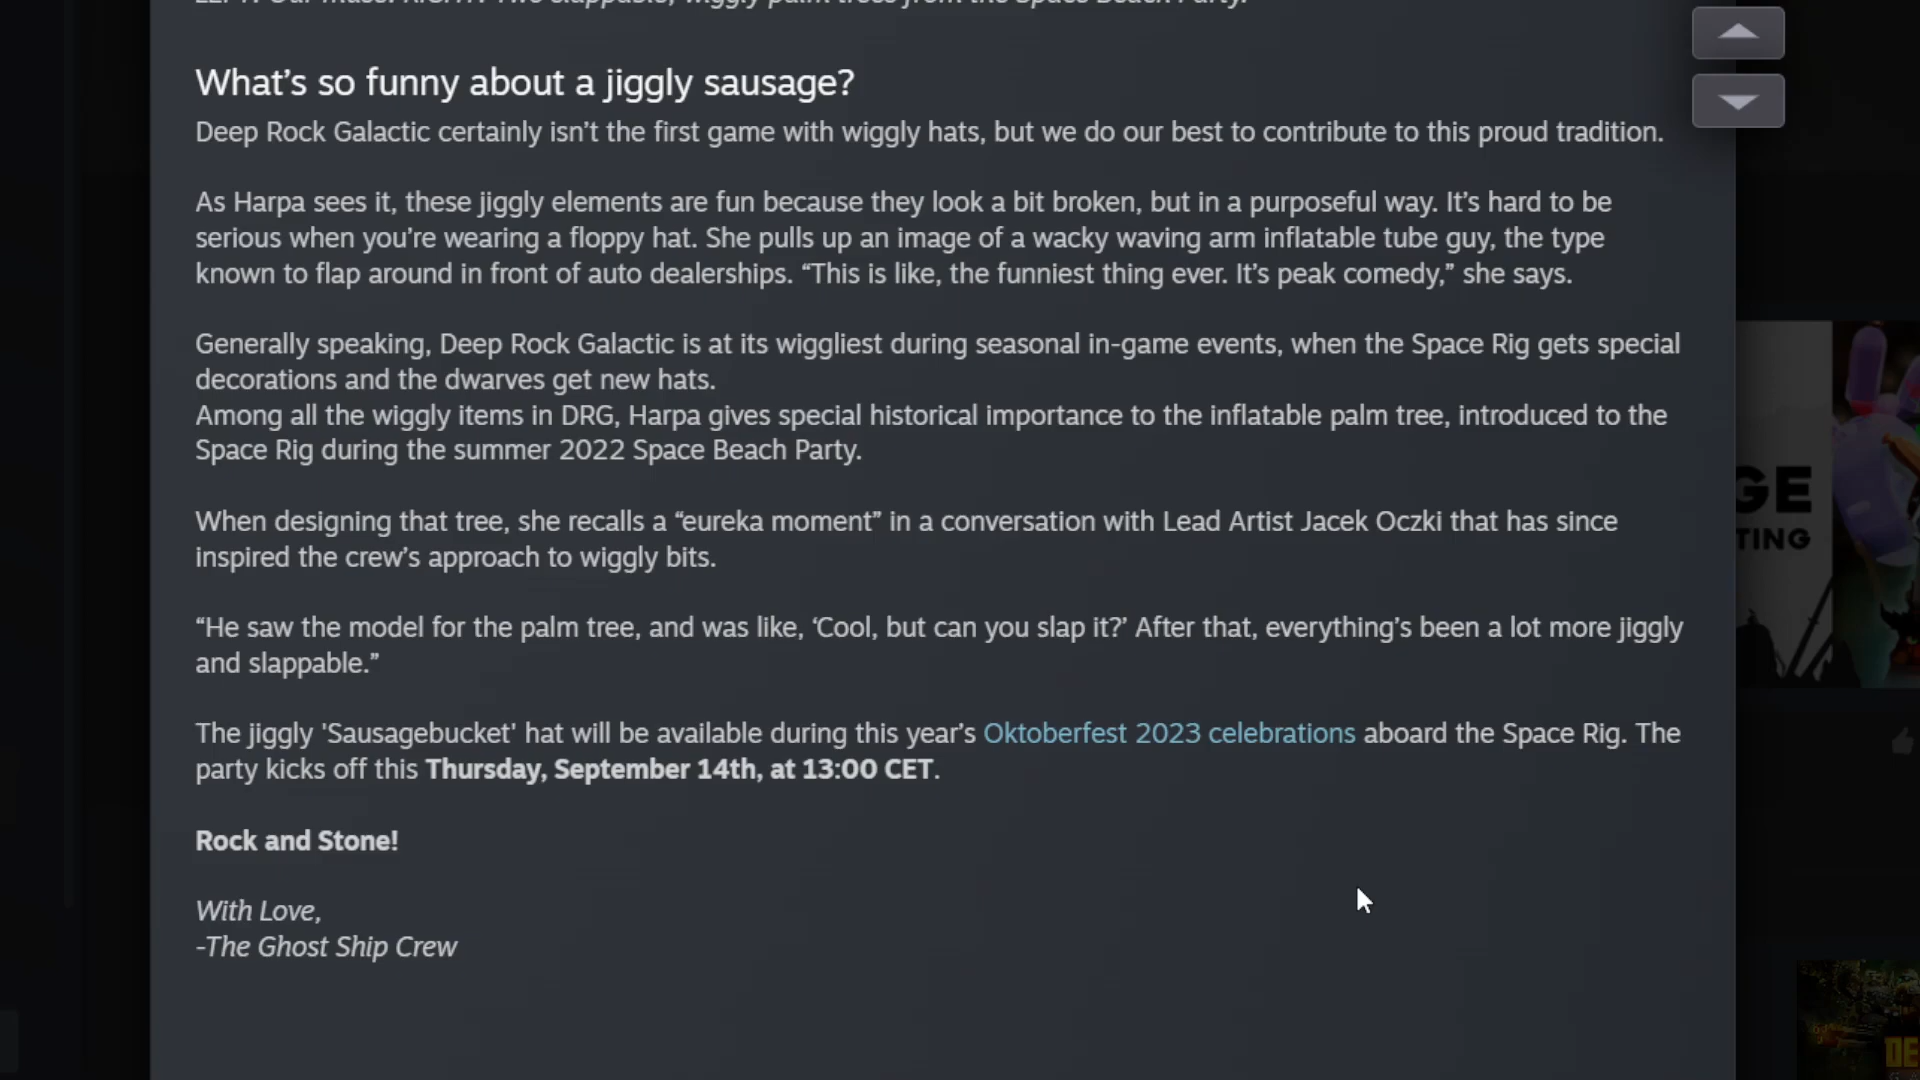 What's so funny about a jiggly sausage?
Deep Rock Galactic certainly isn't the first game with wiggly hats, but we do our best to contribute to this proud tradition.
As Harpa sees it, these jiggly elements are fun because they look a bit broken, but in a purposeful way. It's hard to be
serious when you're wearing a floppy hat. She pulls up an image of a wacky waving arm inflatable tube guy, the type
known to flap around in front of auto dealerships. “This is like, the funniest thing ever. It's peak comedy,” she says.
Generally speaking, Deep Rock Galactic is at its wiggliest during seasonal in-game events, when the Space Rig gets special
decorations and the dwarves get new hats.
Among all the wiggly items in DRG, Harpa gives special historical importance to the inflatable palm tree, introduced to the
Space Rig during the summer 2022 Space Beach Party.
When designing that tree, she recalls a “eureka moment” in a conversation with Lead Artist Jacek Oczki that has since
inspired the crew's approach to wiggly bits.
“He saw the model for the palm tree, and was like, ‘Cool, but can you slap it?’ After that, everything's been a lot more jiggly
and slappable.”
The jiggly 'Sausagebucket' hat will be available during this year's Oktoberfest 2023 celebrations aboard the Space Rig. The
party kicks off this Thursday, September 14th, at 13:00 CET.
Rock and Stone!
With Love,
-The Ghost Ship Crew
GE
TING
DE